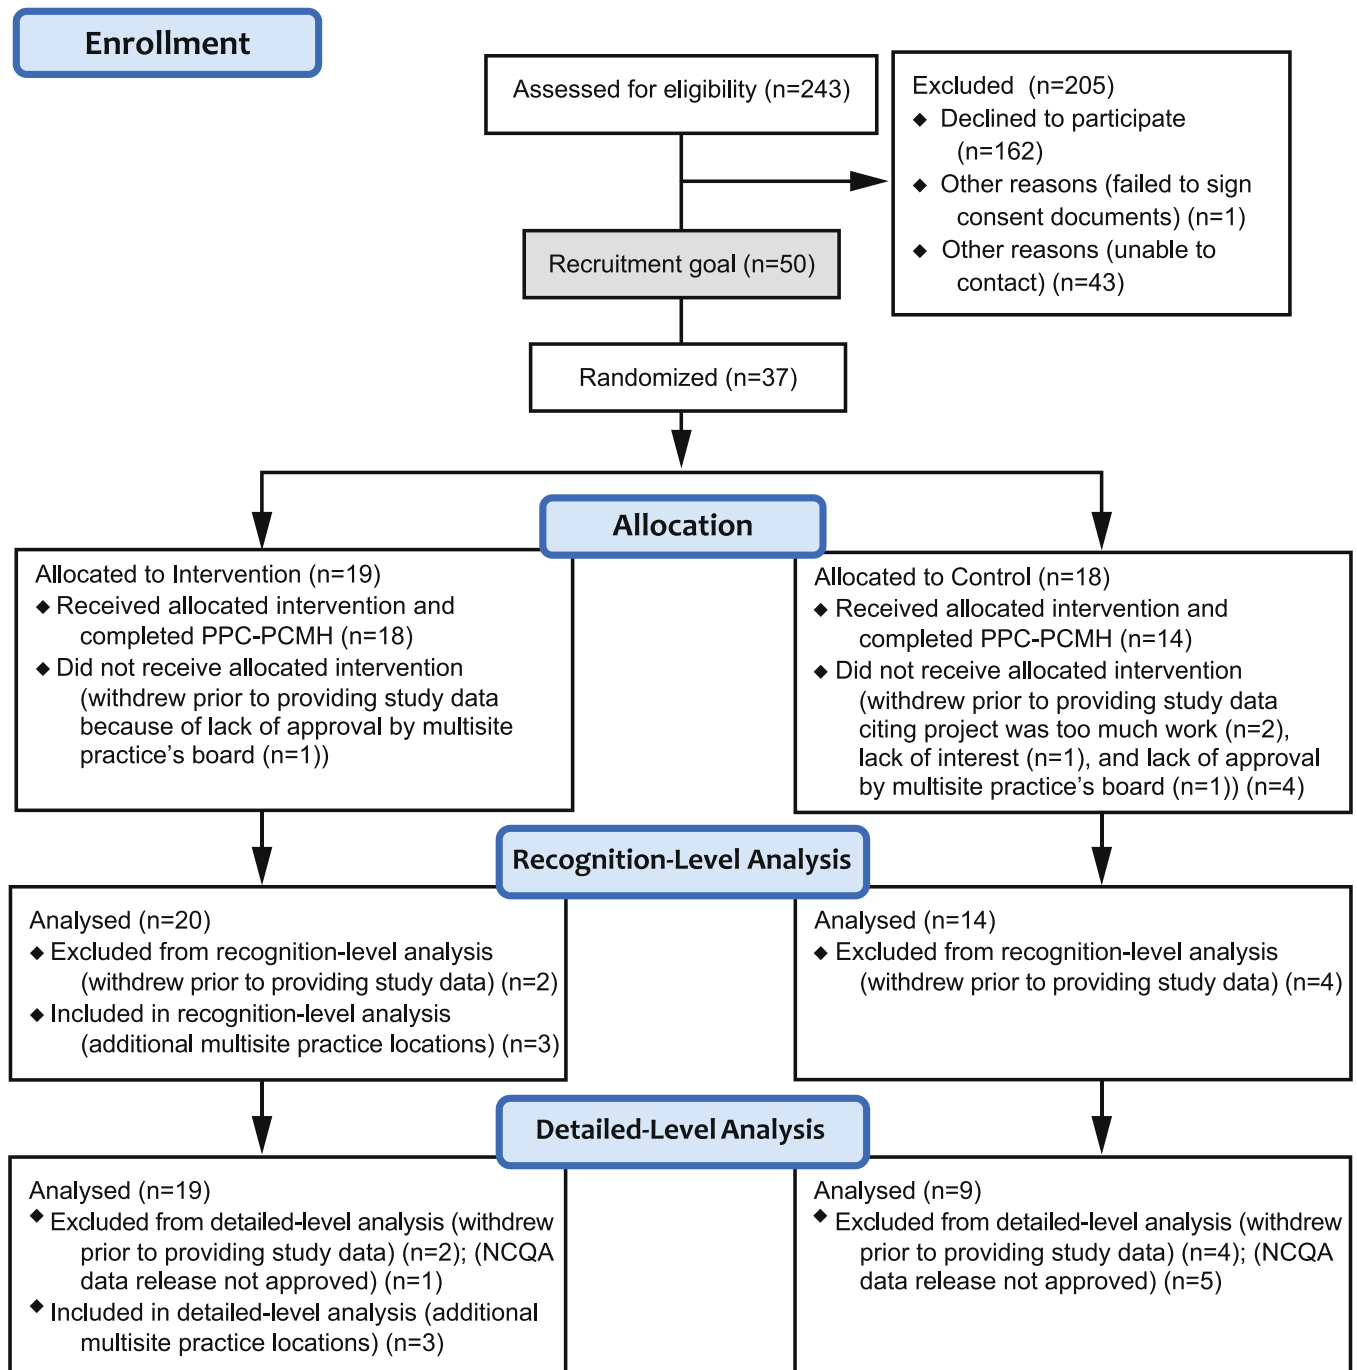 Enrollment
Assessed for eligibility (n=243)
Excluded (n=205)
◆ Declined to participate
(n=162)
◆ Other reasons (failed to sign
consent documents) (n=1)
◆ Other reasons (unable to
contact) (n=43)
Recruitment goal (n=50)
Randomized (n=37)
Allocation
Allocated to Intervention (n=19)
◆ Received allocated intervention and
completed PPC-PCMH (n=18)
◆ Did not receive allocated intervention
(withdrew prior to providing study data
because of lack of approval by multisite
practice’s board (n=1))
Allocated to Control (n=18)
◆ Received allocated intervention and
completed PPC-PCMH (n=14)
◆ Did not receive allocated intervention
(withdrew prior to providing study data
citing project was too much work (n=2),
lack of interest (n=1), and lack of approval
by multisite practice’s board (n=1)) (n=4)
Recognition-Level Analysis
Analysed (n=20)
◆ Excluded from recognition-level analysis
(withdrew prior to providing study data) (n=2)
◆ Included in recognition-level analysis
(additional multisite practice locations) (n=3)
Analysed (n=14)
◆ Excluded from recognition-level analysis
(withdrew prior to providing study data) (n=4)
Detailed-Level Analysis
Analysed (n=19)
◆ Excluded from detailed-level analysis (withdrew
prior to providing study data) (n=2); (NCQA
data release not approved) (n=1)
◆ Included in detailed-level analysis (additional
multisite practice locations) (n=3)
Analysed (n=9)
◆ Excluded from detailed-level analysis (withdrew
prior to providing study data) (n=4); (NCQA
data release not approved) (n=5)